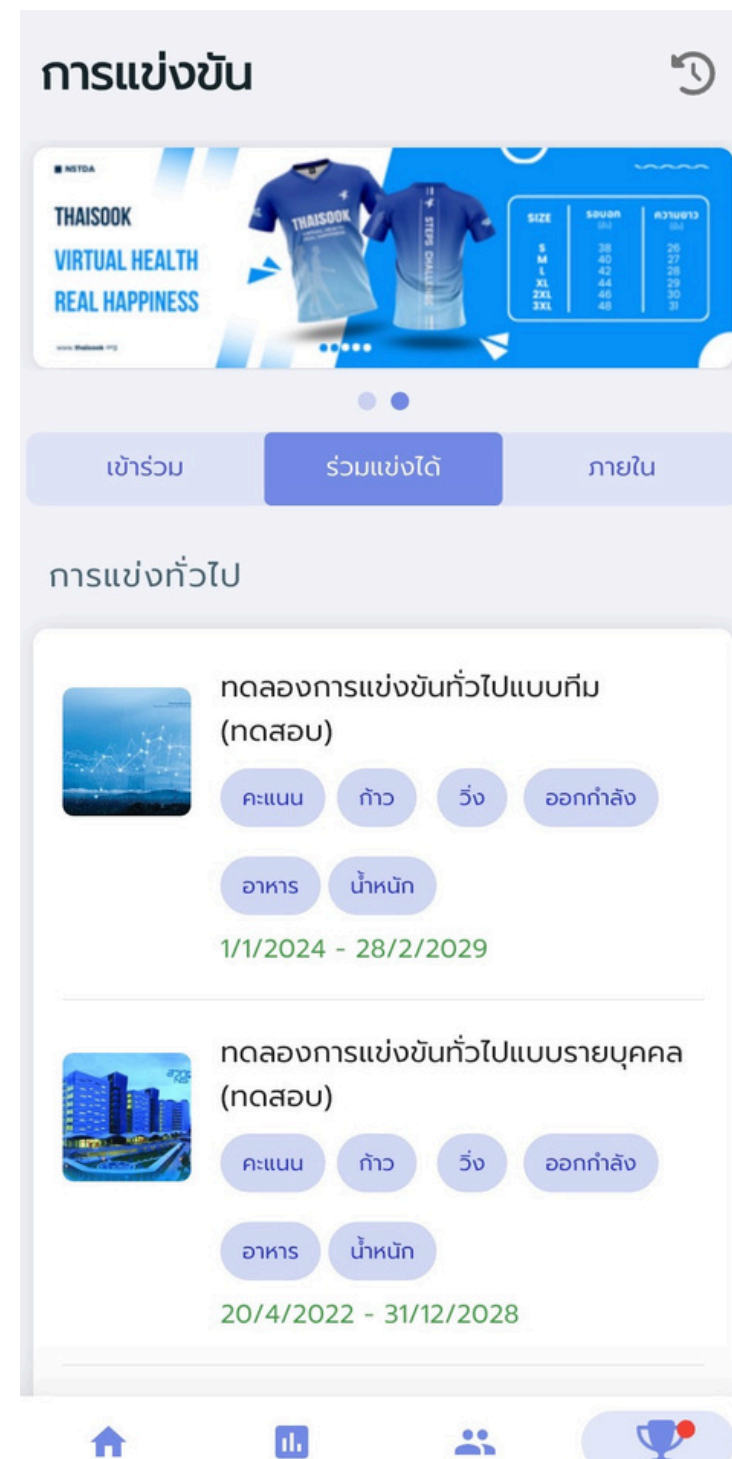 การแข่งขัน
NSTDA
THAISOOK
VIRTUAL HEALTH
REAL HAPPINESS
www.thaisook.org
THAISOOK
STEPS CHALLENGE
SIZE รอบอก (นิ้ว) ความยาว (นิ้ว)
S 38 26
M 40 27
L 42 28
XL 44 29
2XL 46 30
3XL 48 31
เข้าร่วม ร่วมแข่งได้ ภายใน
การแข่งทั่วไป
ทดลองการแข่งขันทั่วไปแบบทีม
(ทดสอบ)
คะแนน ก้าว วิ่ง ออกกำลัง
อาหาร น้ำหนัก
1/1/2024 - 28/2/2029
ทดลองการแข่งขันทั่วไปแบบรายบุคคล
(ทดสอบ)
คะแนน ก้าว วิ่ง ออกกำลัง
อาหาร น้ำหนัก
20/4/2022 - 31/12/2028